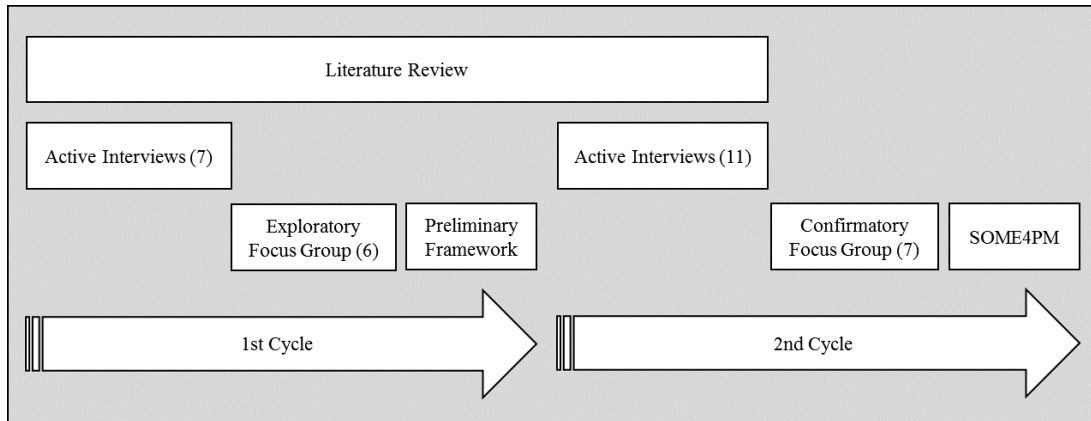 Literature Review
Active Interviews (7)
Active Interviews (11)
Exploratory
Focus Group (6)
Preliminary
Framework
Confirmatory
Focus Group (7)
SOME4PM
1st Cycle
2nd Cycle